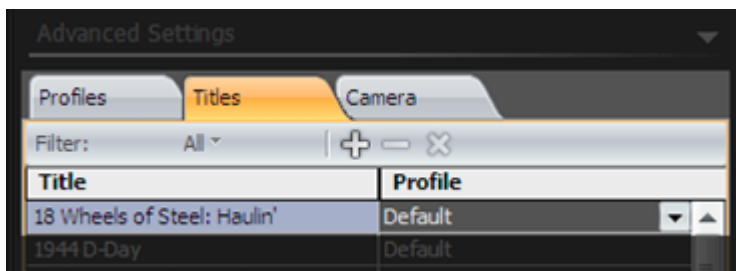 Advanced Settings
Profiles Titles Camera
Filter: All
Title Profile
18 Wheels of Steel: Haulin' Default
1944 D-Day Default